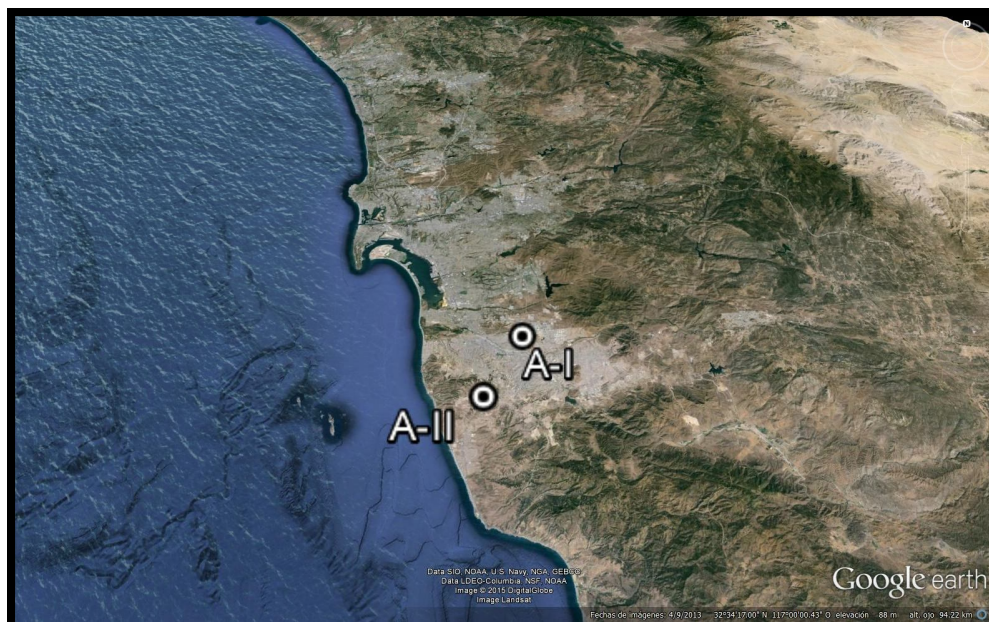 N
A-I
A-II
Data SIO, NOAA, U.S. Navy, NGA, GEBCO
Data LDEO-Columbia, NSF, NOAA
Image © 2015 DigitalGlobe
Image Landsat
Google earth
Fechas de imágenes: 4/9/2013 32°34'17.00" N 117°00'00.43" O elevación 88 m alt. ojo 94.22 km